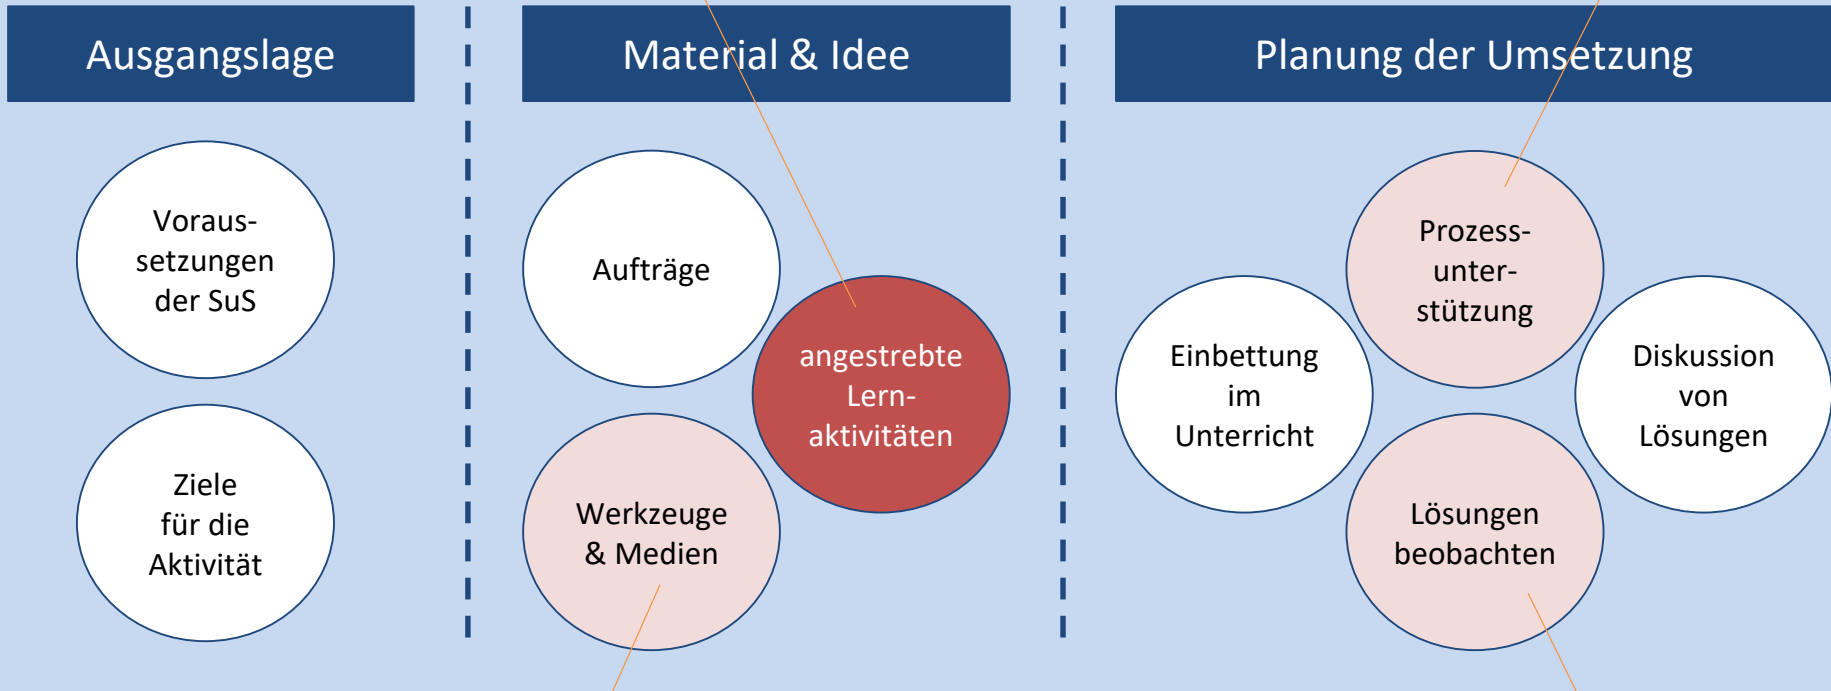 Ausgangslage
Voraus-
setzungen
der SuS
Ziele
für die
Aktivität
Material & Idee
Aufträge
angestrebte
Lern-
aktivitäten
Werkzeuge
& Medien
Planung der Umsetzung
Prozess-
unter-
stützung
Einbettung
im
Unterricht
Diskussion
von
Lösungen
Lösungen
beobachten